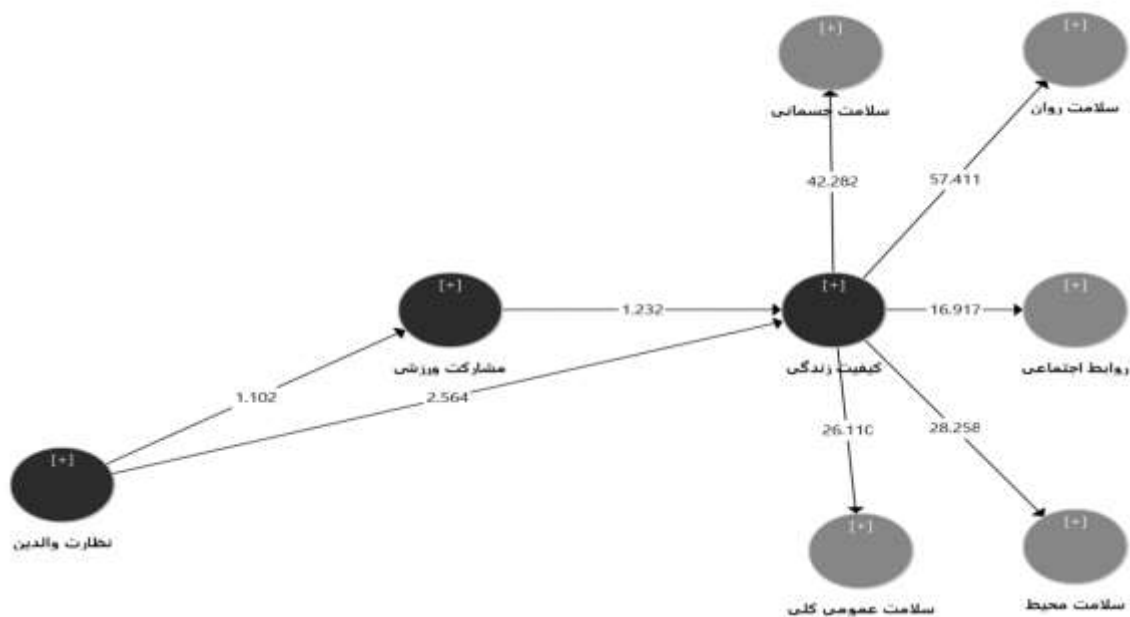 [+]
[+]
سلامت جسمانی
سلامت روان
42.282
57.411
[+]
[+]
[+]
1.232
16.917
مشارکت ورزشی
کیفیت زندگی
روابط اجتماعی
1.102
2.564
26.110
28.258
[+]
[+]
[+]
نظارت والدین
سلامت عمومی کلی
سلامت محیط